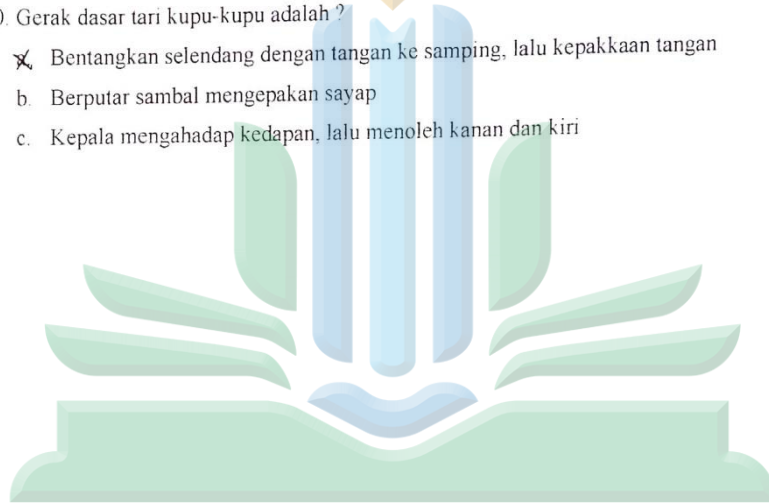 ). Gerak dasar tari kupu-kupu adalah ?
a. Bentangkan selendang dengan tangan ke samping, lalu kepakkaan tangan
b. Berputar sambal mengepakan sayap
c. Kepala mengahadap kedapan, lalu menoleh kanan dan kiri